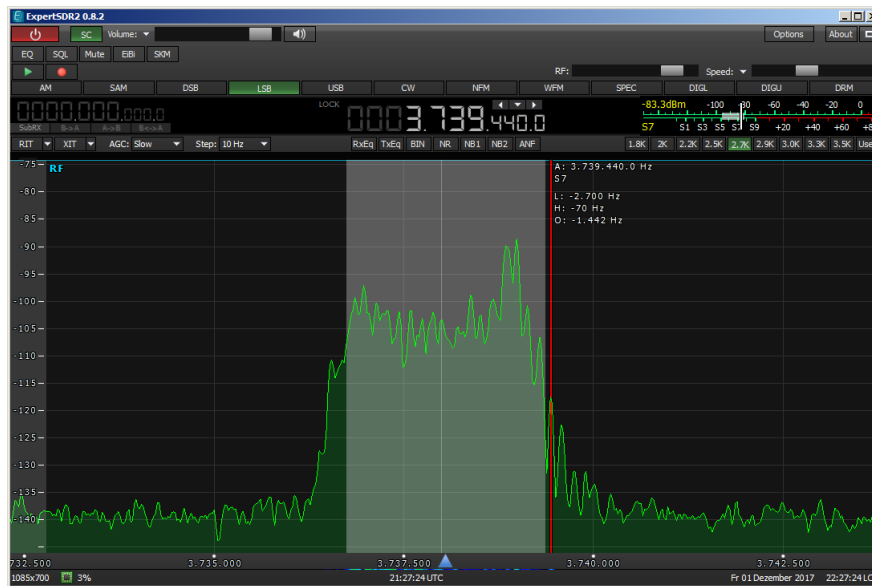 ExpertSDR2 0.8.2
SC Volume: Options About
EQ SQL Mute EiBi SKM
RF: Speed:
AM SAM DSB LSB USB CW NFM WFM SPEC DIGL DIGU DRM
0000.000.000.0 LOCK 0003.739.440.0 -83.3dBm -100 -80 -60 -40 -20 0
SubRX B->A A->B B<->A S7 S1 S3 S5 S7 S9 +20 +40 +60 +8
RIT XIT AGC: Slow Step: 10 Hz RxEq TxEq BIN NR NB1 NB2 ANF 1.8K 2K 2.2K 2.5K 2.7K 2.9K 3.0K 3.3K 3.5K Use
-75 RF A: 3.739.440.0 Hz
S7
-80
L: -2.700 Hz
H: -70 Hz
-85 O: -1.442 Hz
-90
-95
-100
-105
-110
-115
-120
-125
-130
-135
-140
732.500 3.735.000 3.737.500 3.740.000 3.742.500
1085x700 3% 21:27:24 UTC Fr 01 Dezember 2017 22:27:24 LO